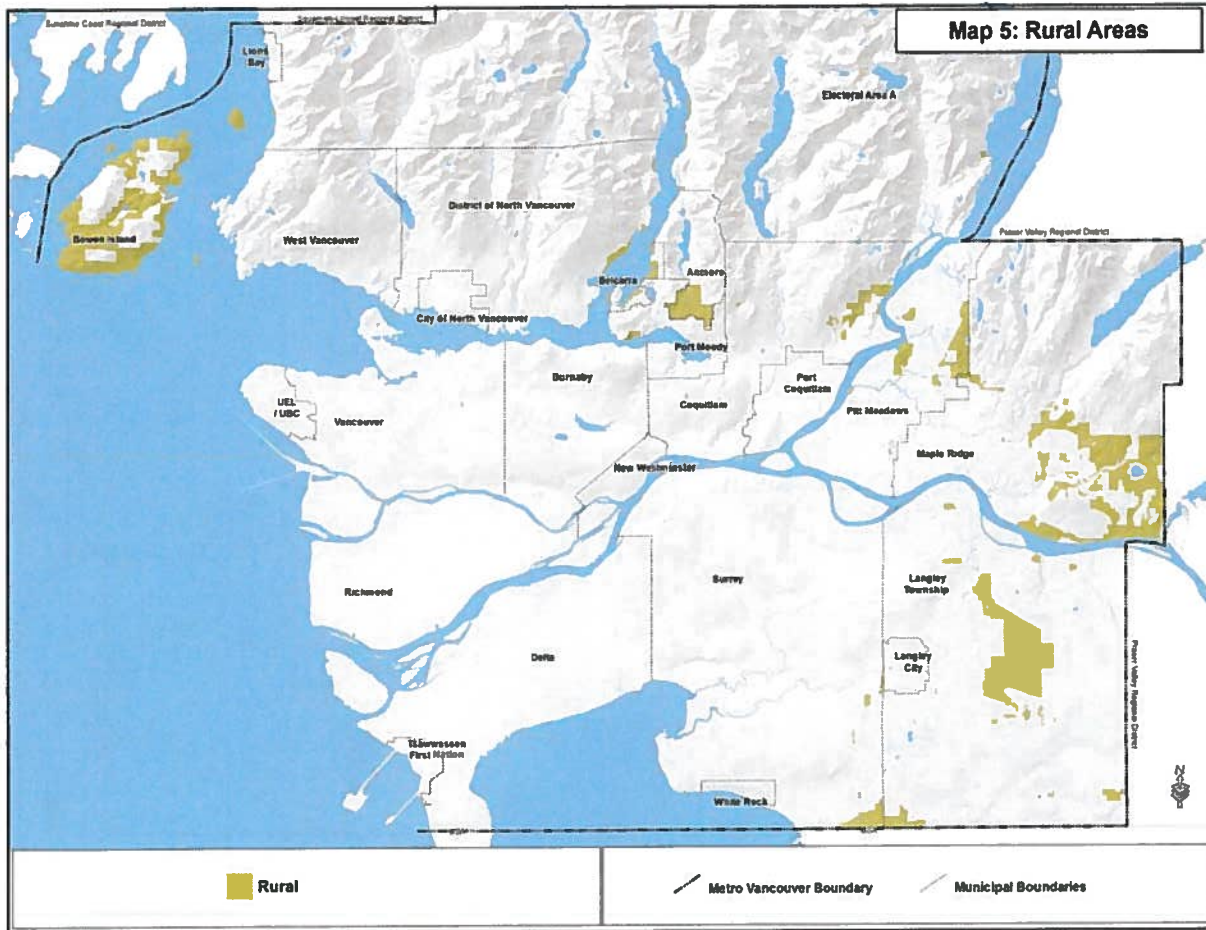 Map 5: Rural Areas
Sunshine Coast Regional District
Squamish-Lillooet Regional District
Lions
Bay
Electoral Area A
Bowen Island
West Vancouver
District of North Vancouver
Fraser Valley Regional District
Belcarra
Anmore
City of North Vancouver
Port Moody
UEL
/ UBC
Vancouver
Burnaby
Coquitlam
Port
Coquitlam
Pitt Meadows
Maple Ridge
New Westminster
Richmond
Surrey
Langley
Township
Delta
Langley
City
Fraser Valley Regional District
Tsawwassen
First Nation
White Rock
N
Rural
Metro Vancouver Boundary
Municipal Boundaries